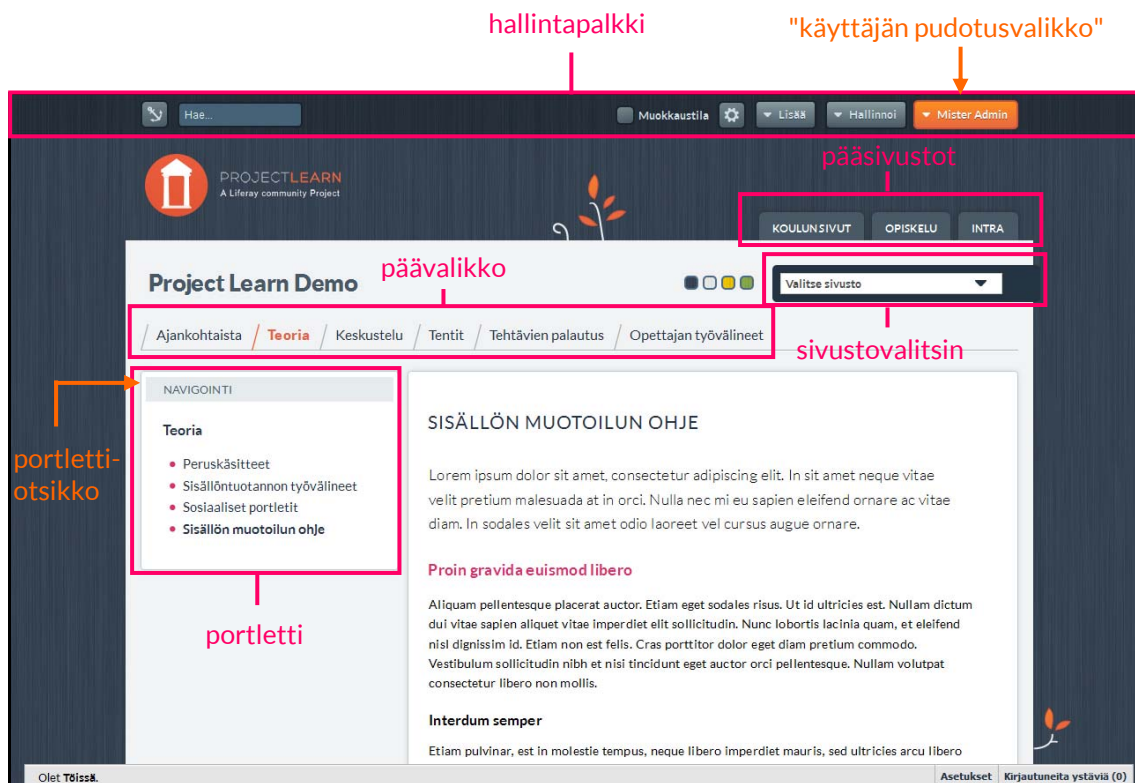 hallintapalkki
"käyttäjän pudotusvalikko"
Hae...
Muokkaustila
Lisää
Hallinnoi
Mister Admin
pääsivustot
PROJECTLEARN
A Liferay community Project
KOULUN SIVUT
OPISKELU
INTRA
päävalikko
Project Learn Demo
Valitse sivusto
Ajankohtaista / Teoria / Keskustelu / Tentit / Tehtävien palautus / Opettajan työvälineet
sivustovalitsin
NAVIGOINTI
Teoria
Peruskäsitteet
Sisällöntuotannon työvälineet
Sosiaaliset portletit
Sisällön muotoilun ohje
portletti-
otsikko
portletti
SISÄLLÖN MUOTOILUN OHJE
Lorem ipsum dolor sit amet, consectetur adipiscing elit. In sit amet neque vitae
velit pretium malesuada at in orci. Nulla nec mi eu sapien eleifend ornare ac vitae
diam. In sodales velit sit amet odio laoreet vel cursus augue ornare.
Proin gravida euismod libero
Aliquam pellentesque placerat auctor. Etiam eget sodales risus. Ut id ultricies est. Nullam dictum
dui vitae sapien aliquet vitae imperdiet elit sollicitudin. Nunc lobortis lacinia quam, et eleifend
nisl dignissim id. Etiam non est felis. Cras porttitor dolor eget diam pretium commodo.
Vestibulum sollicitudin nibh et nisi tincidunt eget auctor orci pellentesque. Nullam volutpat
consectetur libero non mollis.
Interdum semper
Etiam pulvinar, est in molestie tempus, neque libero imperdiet mauris, sed ultricies arcu libero
Olet Töissä.
Asetukset
Kirjautuneita ystäviä (0)